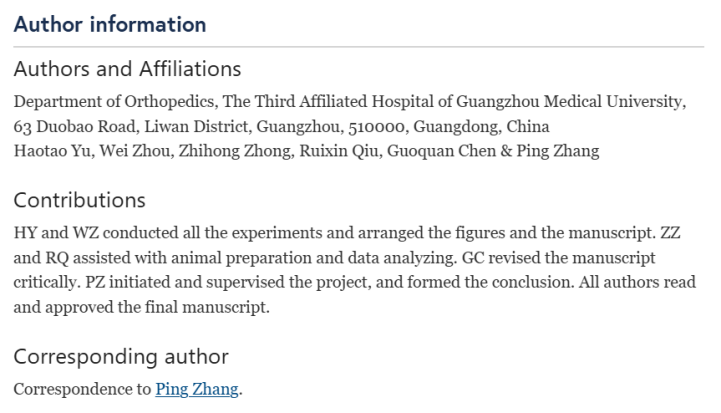 Author information
Authors and Affiliations
Department of Orthopedics, The Third Affiliated Hospital of Guangzhou Medical University,
63 Duobao Road, Liwan District, Guangzhou, 510000, Guangdong, China
Haotao Yu, Wei Zhou, Zhihong Zhong, Ruixin Qiu, Guoquan Chen & Ping Zhang
Contributions
HY and WZ conducted all the experiments and arranged the figures and the manuscript. ZZ
and RQ assisted with animal preparation and data analyzing. GC revised the manuscript
critically. PZ initiated and supervised the project, and formed the conclusion. All authors read
and approved the final manuscript.
Corresponding author
Correspondence to Ping Zhang.